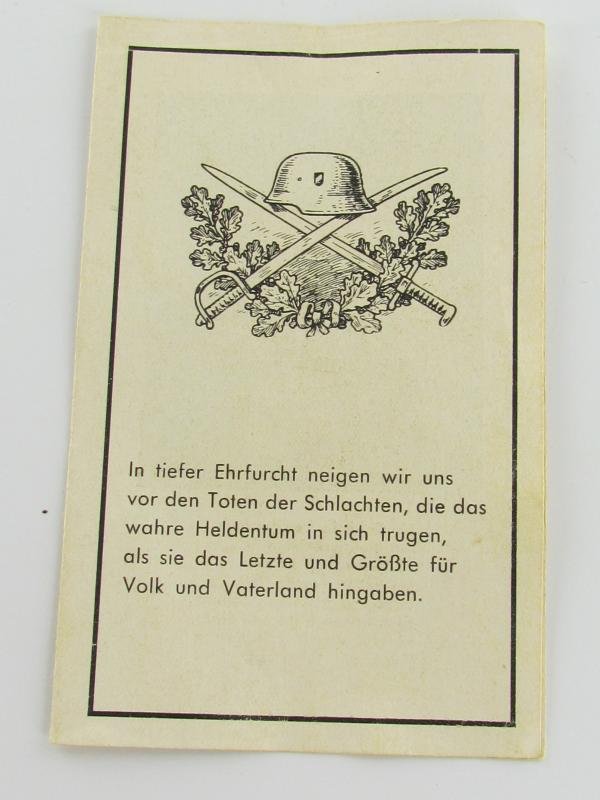 In tiefer Ehrfurcht neigen wir uns
vor den Toten der Schlachten, die das
wahre Heldentum in sich trugen,
als sie das Letzte und Größte für
Volk und Vaterland hingaben.